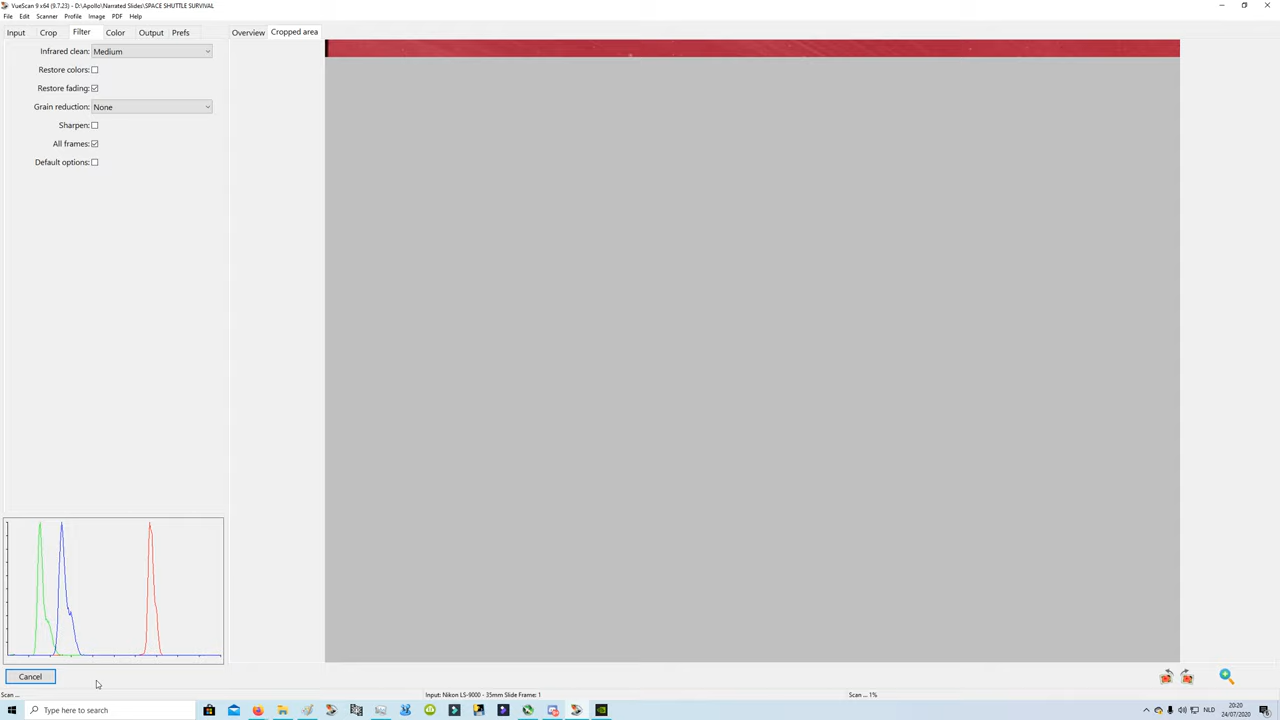 VueScan 9 x64 (9.7.23) - D:\Apollo\Narrated Slides\SPACE SHUTTLE SURVIVAL
File Edit Scanner Profile Image PDF Help
Input Crop Filter Color Output Prefs Overview Cropped area
Infrared clean: Medium
Restore colors:
Restore fading:
Grain reduction: None
Sharpen:
All frames:
Default options:
Cancel
Scan ... Input: Nikon LS-9000 - 35mm Slide Frame: 1 Scan ... 1%
Type here to search
NLD
20:20
24/07/2020